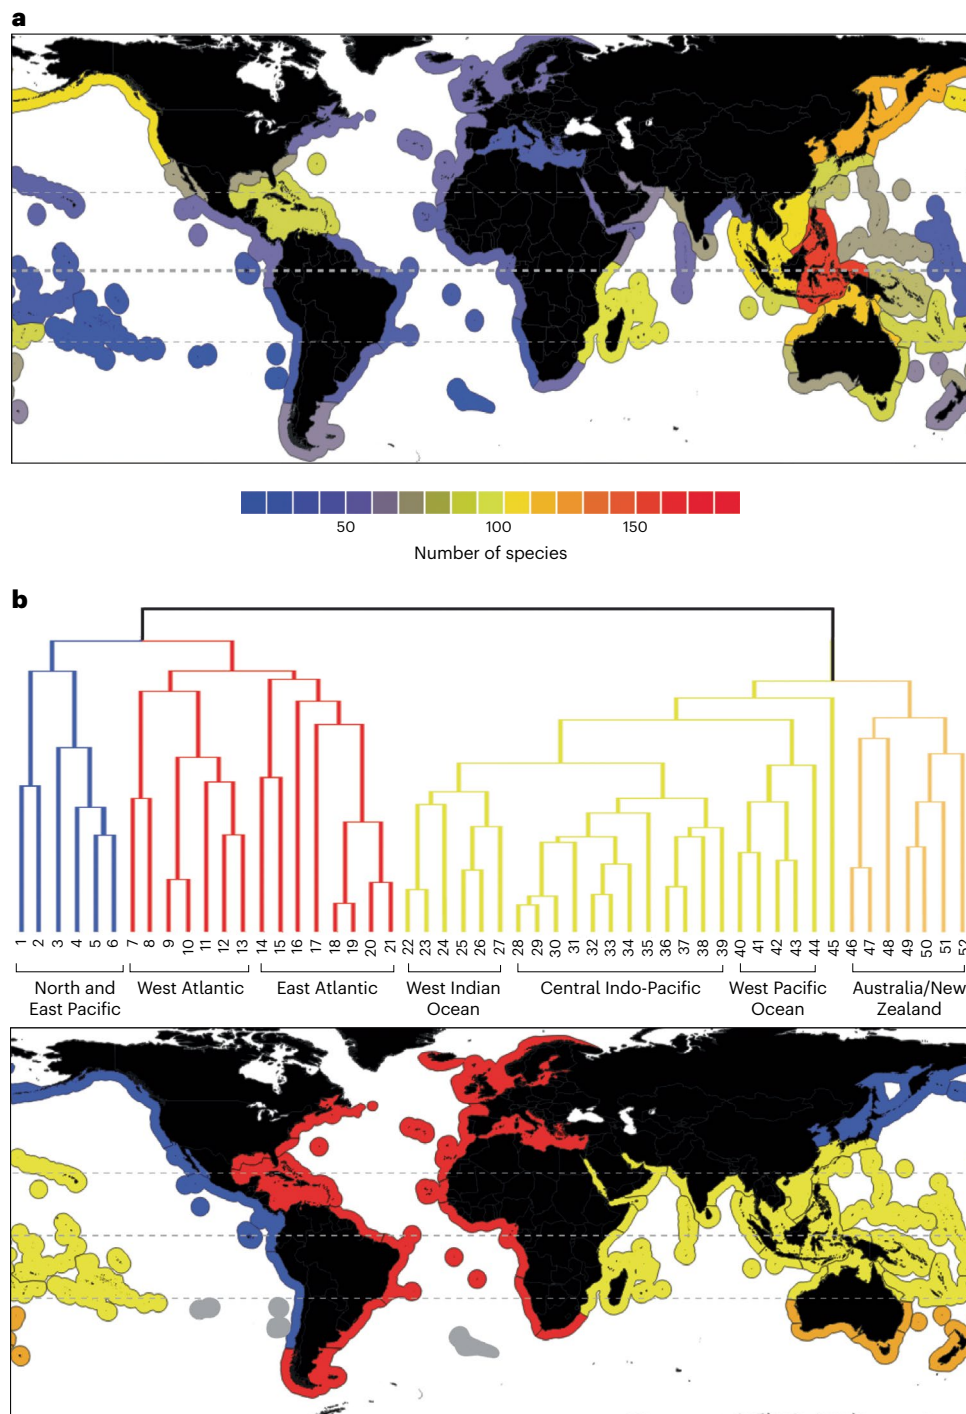 a
50 100 150
Number of species
b
1 2 3 4 5 6 7 8 9 10 11 12 13 14 15 16 17 18 19 20 21 22 23 24 25 26 27 28 29 30 31 32 33 34 35 36 37 38 39 40 41 42 43 44 45 46 47 48 49 50 51 52
North and West Atlantic East Atlantic West Indian Central Indo-Pacific West Pacific Australia/New
East Pacific Ocean Ocean Zealand